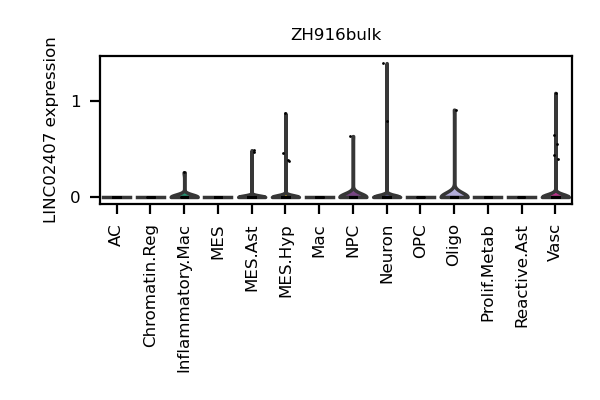 ZH916bulk
LINC02407 expression
1
0
AC
Chromatin.Reg
Inflammatory.Mac
MES
MES.Ast
MES.Hyp
Mac
NPC
Neuron
OPC
Oligo
Prolif.Metab
Reactive.Ast
Vasc